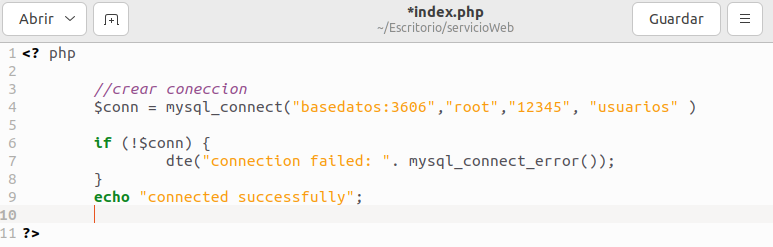 Abrir
*index.php
~/Escritorio/servicioWeb
Guardar
1 <? php
2
3 //crear coneccion
4 $conn = mysql_connect("basedatos:3606","root","12345", "usuarios" )
5
6 if (!$conn) {
7 dte("connection failed: ". mysql_connect_error());
8 }
9 echo "connected successfully";
10
11 ?>